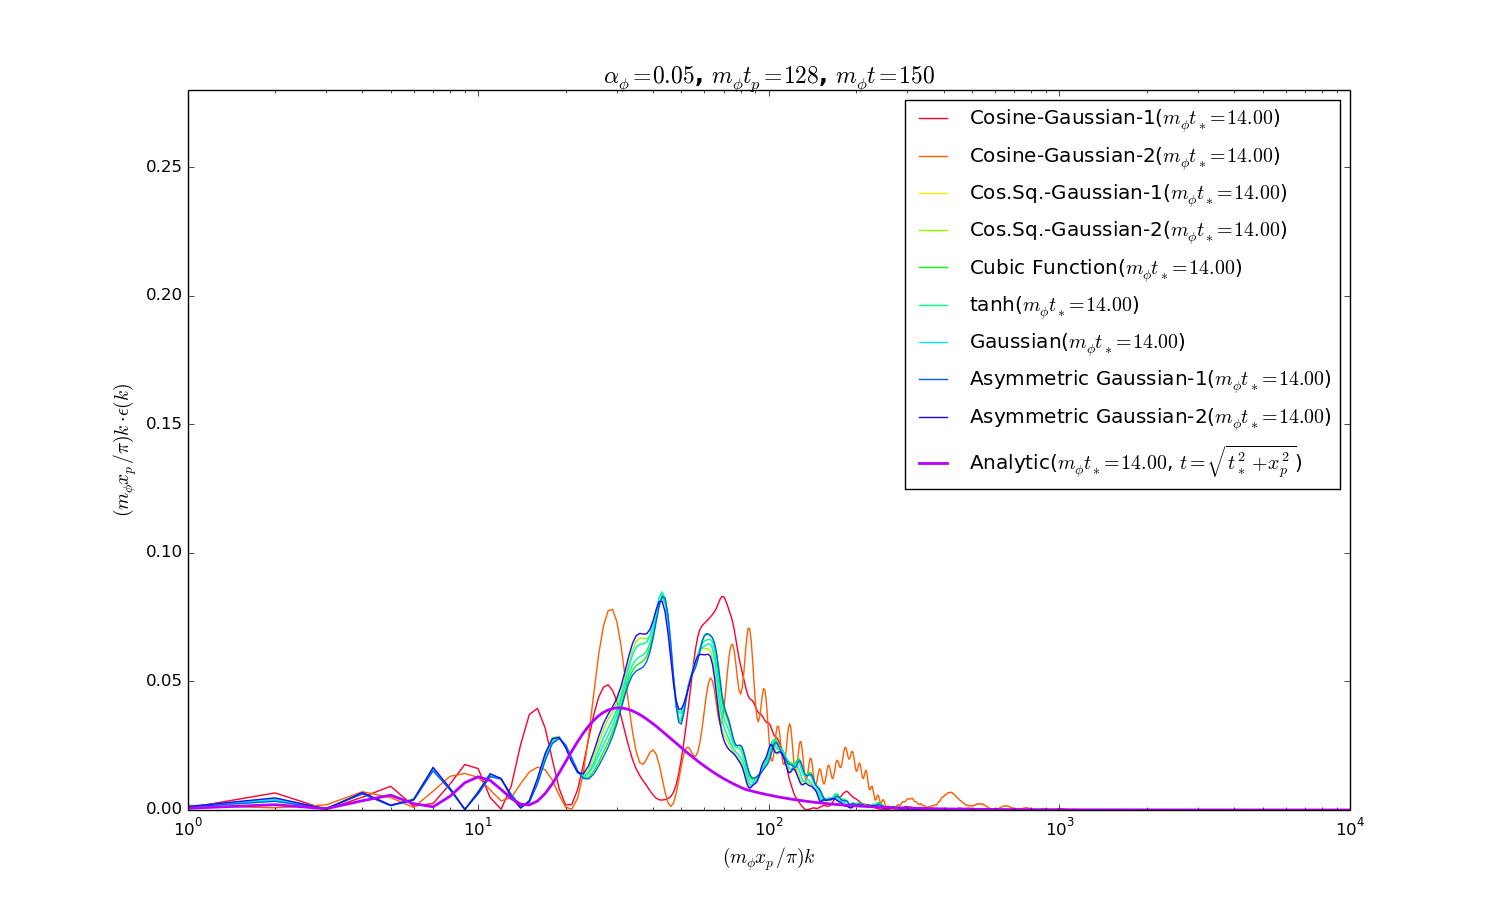 α_ϕ=0.05, m_ϕt_p=128, m_ϕt=150
(m_ϕx_p/π)k·ϵ(k)
0.25
0.20
0.15
0.10
0.05
0.00
Cosine-Gaussian-1(m_ϕt_*=14.00)
Cosine-Gaussian-2(m_ϕt_*=14.00)
Cos.Sq.-Gaussian-1(m_ϕt_*=14.00)
Cos.Sq.-Gaussian-2(m_ϕt_*=14.00)
Cubic Function(m_ϕt_*=14.00)
tanh(m_ϕt_*=14.00)
Gaussian(m_ϕt_*=14.00)
Asymmetric Gaussian-1(m_ϕt_*=14.00)
Asymmetric Gaussian-2(m_ϕt_*=14.00)
Analytic(m_ϕt_*=14.00, t=√(t_*^2+x_p^2))
10^0 10^1 10^2 10^3 10^4
(m_ϕx_p/π)k